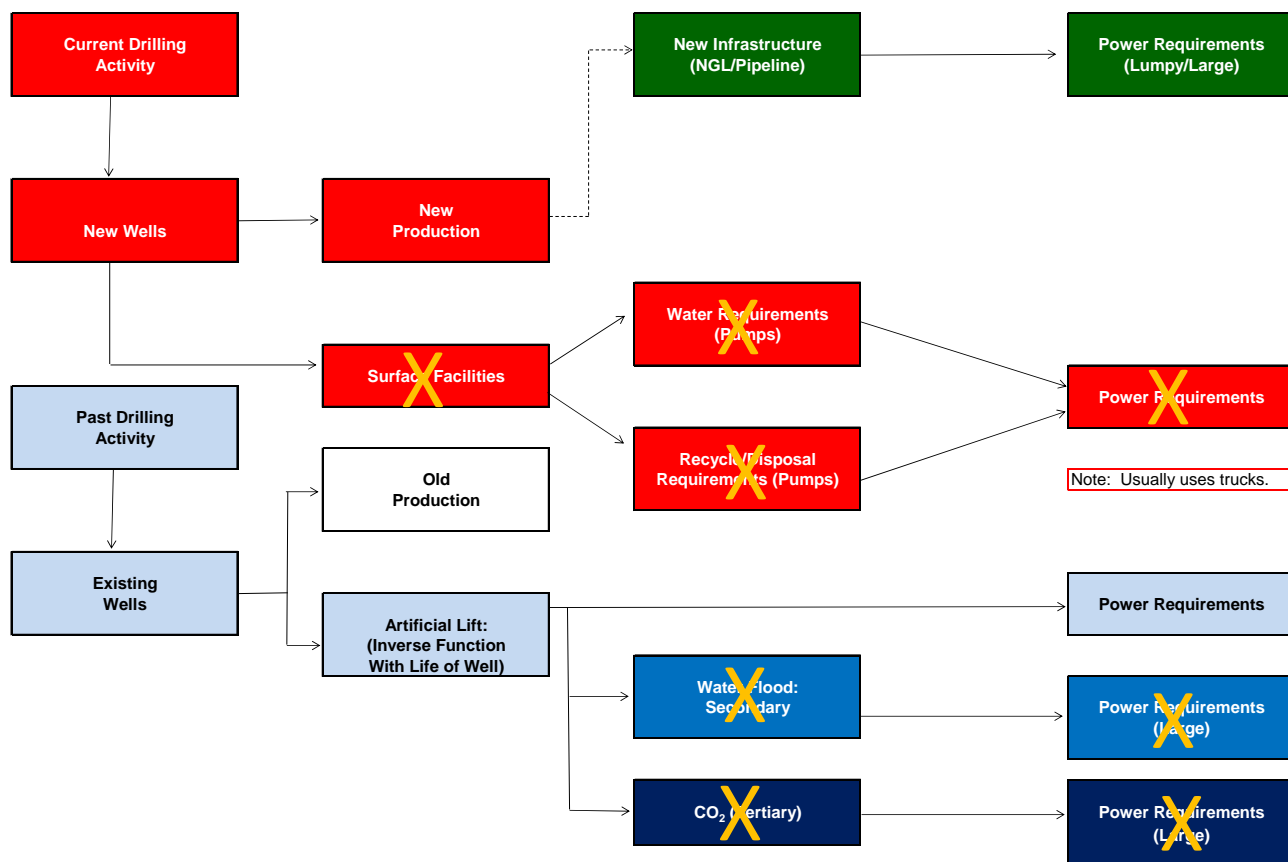 Current Drilling
Activity
New Infrastructure
(NGL/Pipeline)
Power Requirements
(Lumpy/Large)
New Wells
New
Production
Water Requirements
(Pumps)
Surface Facilities
Power Requirements
Past Drilling
Activity
Recycle/Disposal
Requirements (Pumps)
Note:  Usually uses trucks.
Old
Production
Existing
Wells
Artificial Lift:
(Inverse Function
With Life of Well)
Power Requirements
Water Flood:
Secondary
Power Requirements
(Large)
CO₂ (Tertiary)
Power Requirements
(Large)